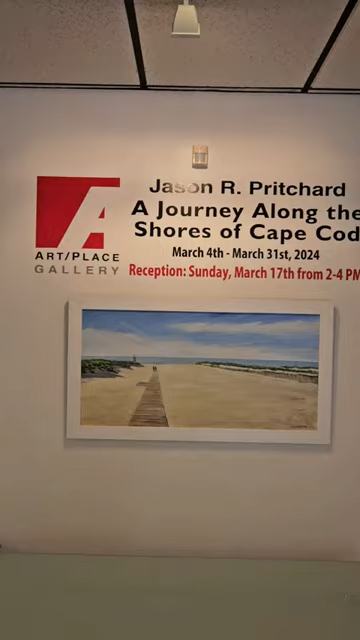 Jason R. Pritchard
A Journey Along the
Shores of Cape Cod
March 4th - March 31st, 2024
Reception: Sunday, March 17th from 2-4 PM
A
ART/PLACE
GALLERY